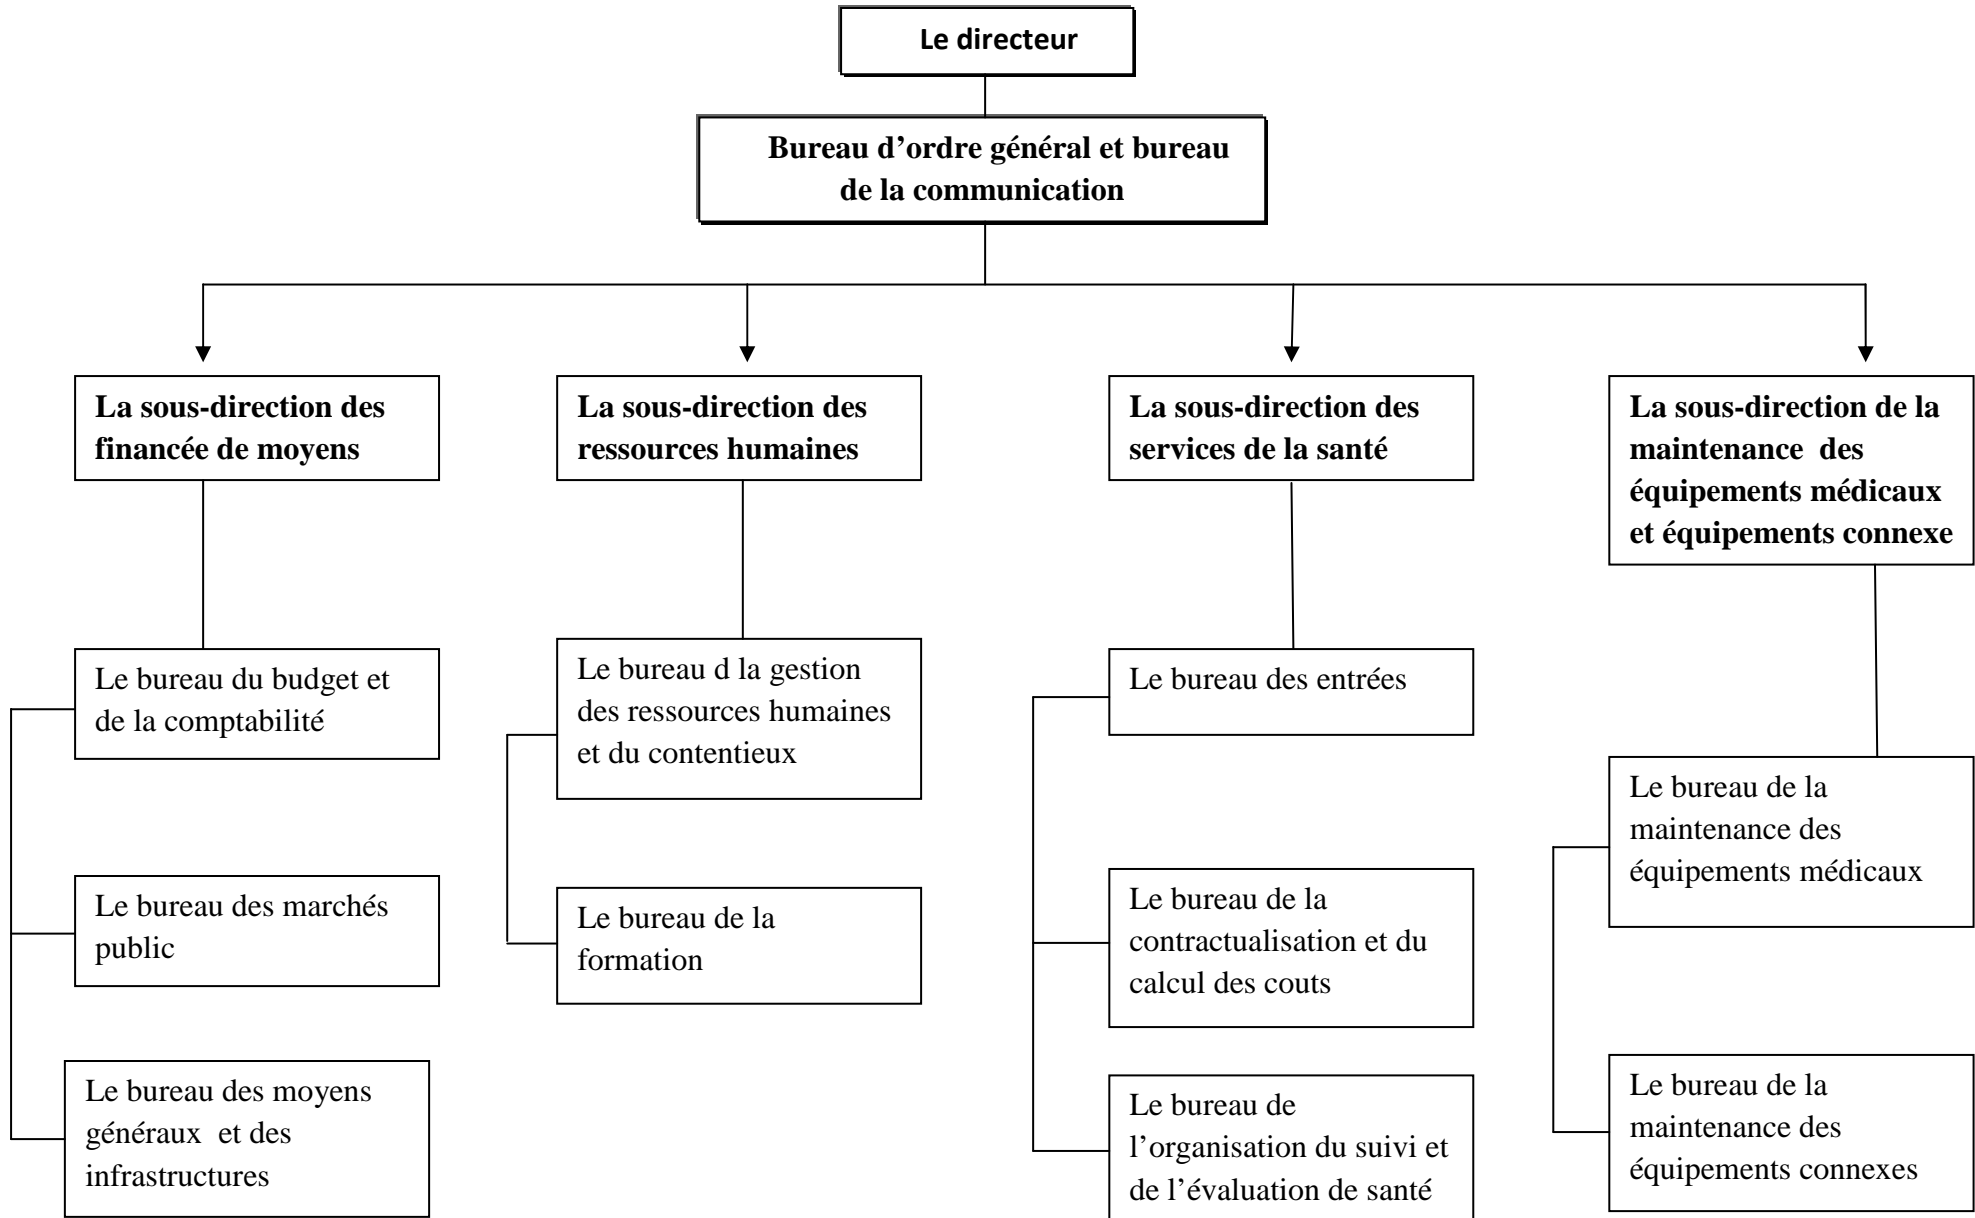 Le directeur
Bureau d’ordre général et bureau
de la communication
La sous-direction des
financée de moyens
La sous-direction des
ressources humaines
La sous-direction des
services de la santé
La sous-direction de la
maintenance  des
équipements médicaux
et équipements connexe
Le bureau du budget et
de la comptabilité
Le bureau d la gestion
des ressources humaines
et du contentieux
Le bureau des entrées
Le bureau de la
maintenance des
équipements médicaux
Le bureau des marchés
public
Le bureau de la
formation
Le bureau de la
contractualisation et du
calcul des couts
Le bureau des moyens
généraux  et des
infrastructures
Le bureau de
l’organisation du suivi et
de l’évaluation de santé
Le bureau de la
maintenance des
équipements connexes